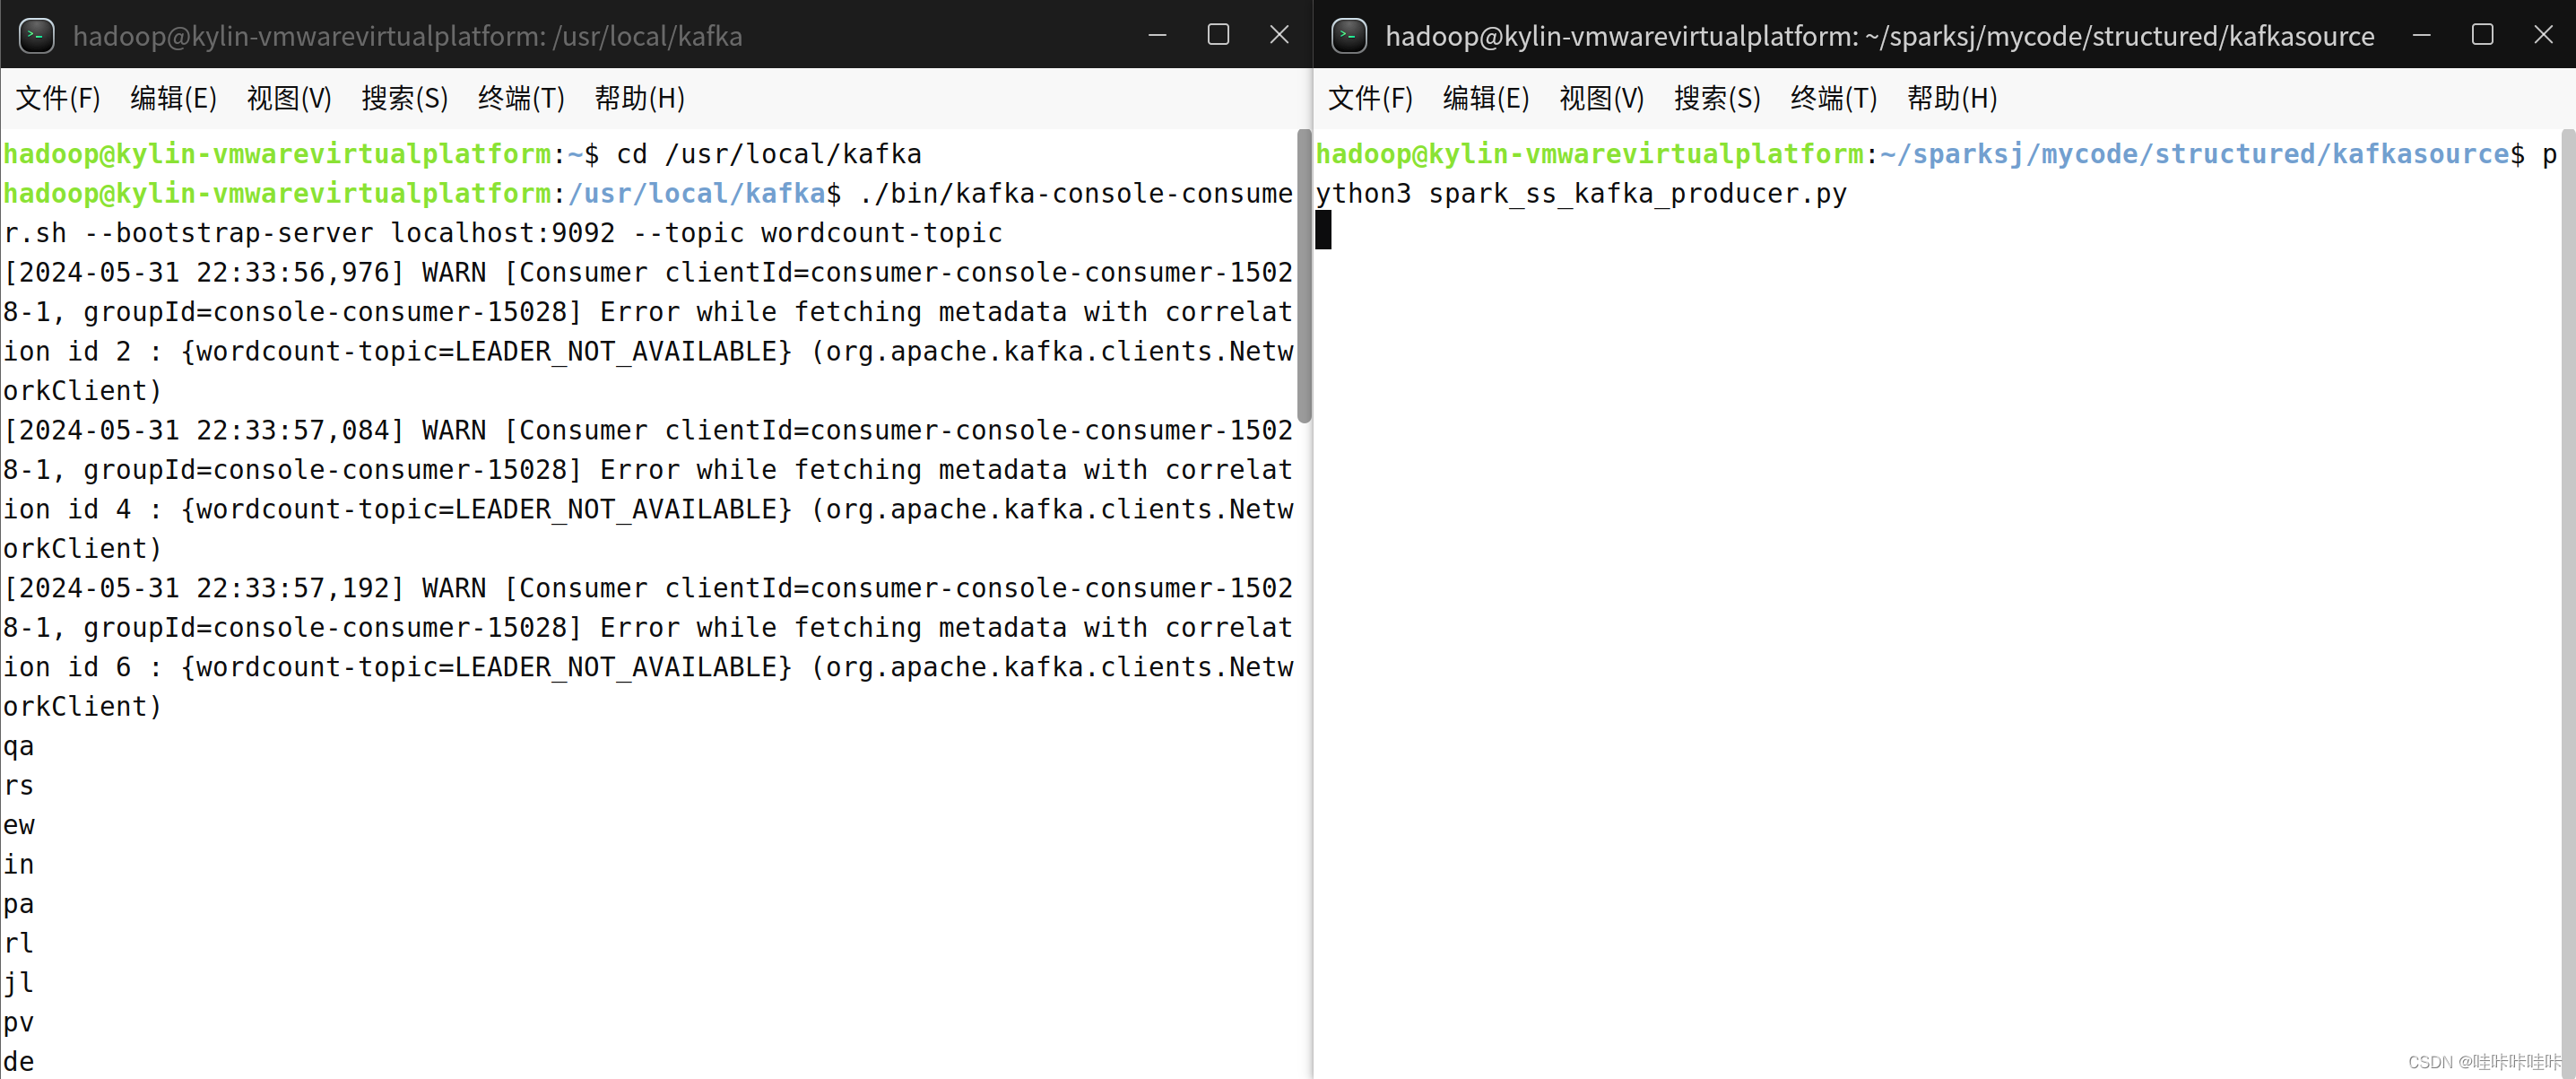 hadoop@kylin-vmwarevirtualplatform: /usr/local/kafka
文件(F) 编辑(E) 视图(V) 搜索(S) 终端(T) 帮助(H)
hadoop@kylin-vmwarevirtualplatform:~$ cd /usr/local/kafka
hadoop@kylin-vmwarevirtualplatform:/usr/local/kafka$ ./bin/kafka-console-consume
r.sh --bootstrap-server localhost:9092 --topic wordcount-topic
[2024-05-31 22:33:56,976] WARN [Consumer clientId=consumer-console-consumer-1502
8-1, groupId=console-consumer-15028] Error while fetching metadata with correlat
ion id 2 : {wordcount-topic=LEADER_NOT_AVAILABLE} (org.apache.kafka.clients.Netw
orkClient)
[2024-05-31 22:33:57,084] WARN [Consumer clientId=consumer-console-consumer-1502
8-1, groupId=console-consumer-15028] Error while fetching metadata with correlat
ion id 4 : {wordcount-topic=LEADER_NOT_AVAILABLE} (org.apache.kafka.clients.Netw
orkClient)
[2024-05-31 22:33:57,192] WARN [Consumer clientId=consumer-console-consumer-1502
8-1, groupId=console-consumer-15028] Error while fetching metadata with correlat
ion id 6 : {wordcount-topic=LEADER_NOT_AVAILABLE} (org.apache.kafka.clients.Netw
orkClient)
qa
rs
ew
in
pa
rl
jl
pv
de
hadoop@kylin-vmwarevirtualplatform: ~/sparksj/mycode/structured/kafkasource
文件(F) 编辑(E) 视图(V) 搜索(S) 终端(T) 帮助(H)
hadoop@kylin-vmwarevirtualplatform:~/sparksj/mycode/structured/kafkasource$ p
ython3 spark_ss_kafka_producer.py
CSDN @哇咔咔哇咔